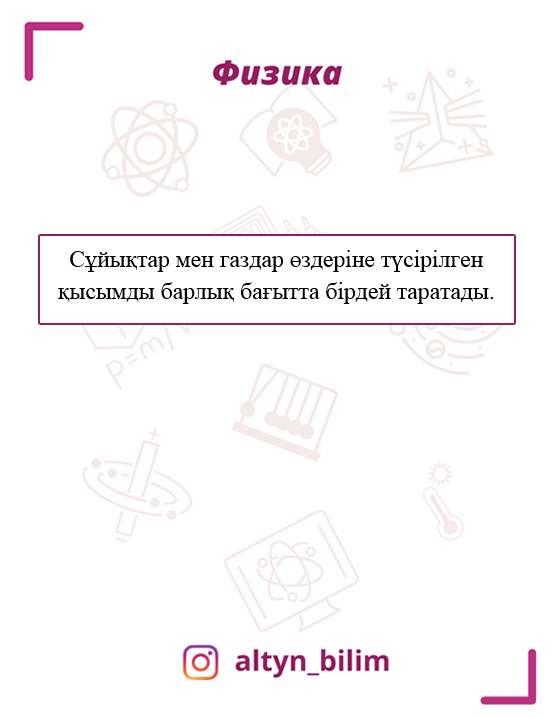 Физика
Сұйықтар мен газдар өздеріне түсірілген
қысымды барлық бағытта бірдей таратады.
p=m/V
altyn_bilim